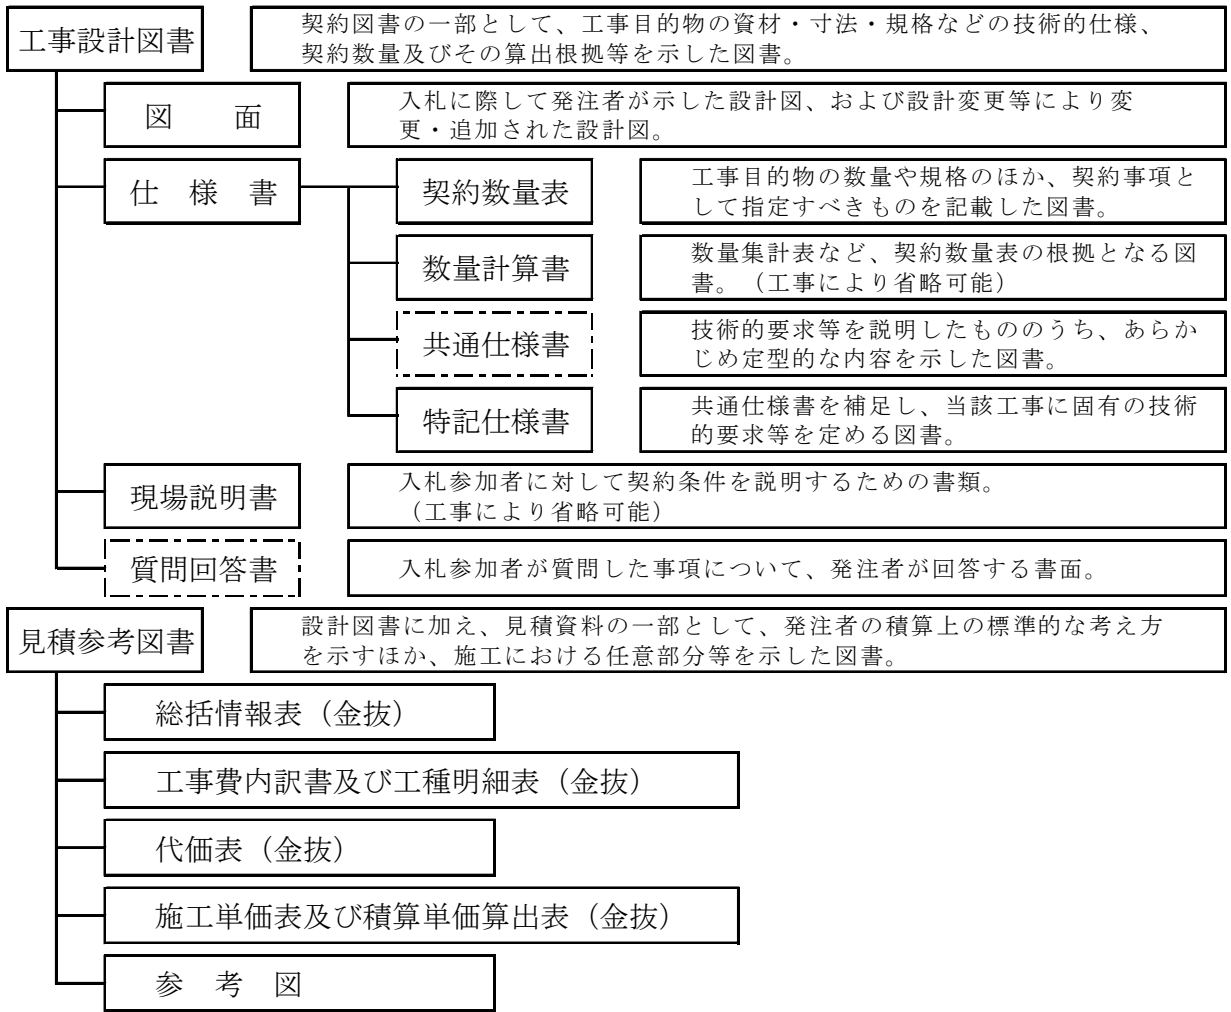 工事設計図書
契約図書の一部として、工事目的物の資材・寸法・規格などの技術的仕様、
契約数量及びその算出根拠等を示した図書。
図　　面
入札に際して発注者が示した設計図、および設計変更等により変
更・追加された設計図。
仕　様　書
契約数量表
工事目的物の数量や規格のほか、契約事項と
して指定すべきものを記載した図書。
数量計算書
数量集計表など、契約数量表の根拠となる図
書。（工事により省略可能）
共通仕様書
技術的要求等を説明したもののうち、あらか
じめ定型的な内容を示した図書。
特記仕様書
共通仕様書を補足し、当該工事に固有の技術
的要求等を定める図書。
現場説明書
入札参加者に対して契約条件を説明するための書類。
（工事により省略可能）
質問回答書
入札参加者が質問した事項について、発注者が回答する書面。
見積参考図書
設計図書に加え、見積資料の一部として、発注者の積算上の標準的な考え方
を示すほか、施工における任意部分等を示した図書。
総括情報表（金抜）
工事費内訳書及び工種明細表（金抜）
代価表（金抜）
施工単価表及び積算単価算出表（金抜）
参　考　図